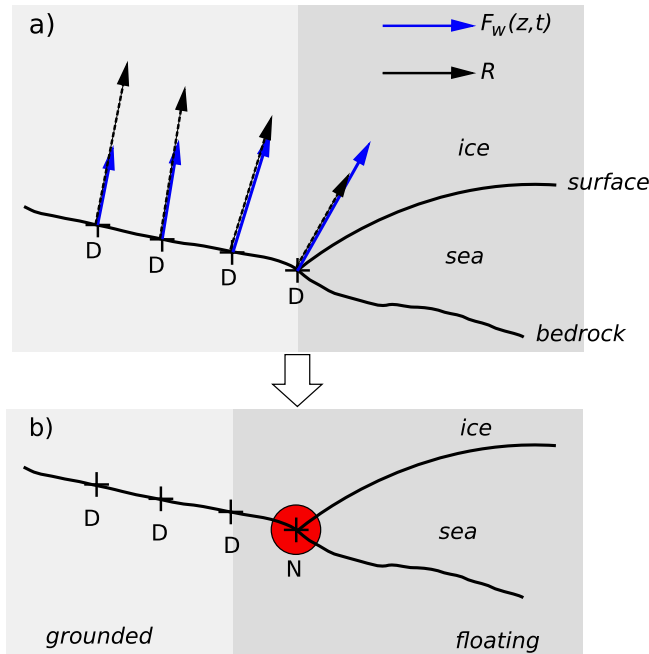 a)
F_w(z,t)
R
ice
surface
sea
D
D
D
D
bedrock
b)
ice
sea
D
D
D
N
grounded
floating